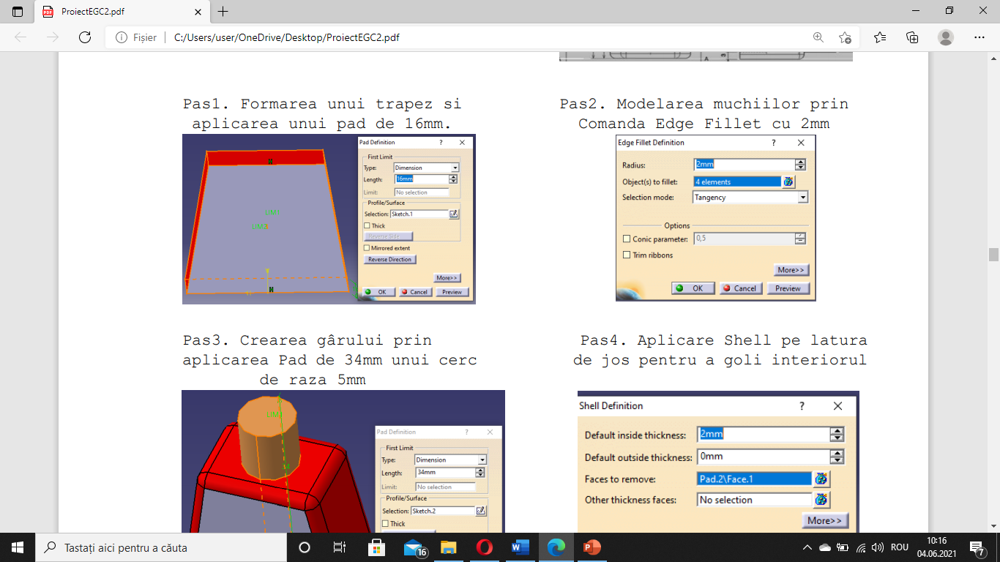 ProiectEGC2.pdf
Fișier
C:/Users/user/OneDrive/Desktop/ProiectEGC2.pdf
Pas1. Formarea unui trapez si
aplicarea unui pad de 16mm.
Pad Definition
First Limit
Type: Dimension
Length: 16mm
Limit: No selection
Profile/Surface
Selection: Sketch.1
Thick
Reverse Side
Mirrored extent
Reverse Direction
More>>
OK Cancel Preview
Pas2. Modelarea muchiilor prin
Comanda Edge Fillet cu 2mm
Edge Fillet Definition
Radius: 2mm
Object(s) to fillet: 4 elements
Selection mode: Tangency
Options
Conic parameter: 0,5
Trim ribbons
More>>
OK Cancel Preview
Pas3. Crearea gârului prin
aplicarea Pad de 34mm unui cerc
de raza 5mm
Pad Definition
First Limit
Type: Dimension
Length: 34mm
Limit: No selection
Profile/Surface
Selection: Sketch.2
Thick
34
Pas4. Aplicare Shell pe latura
de jos pentru a goli interiorul
Shell Definition
Default inside thickness: 2mm
Default outside thickness: 0mm
Faces to remove: Pad.2\Face.1
Other thickness faces: No selection
More>>
Tastați aici pentru a căuta
16
ROU
10:16
04.06.2021
7